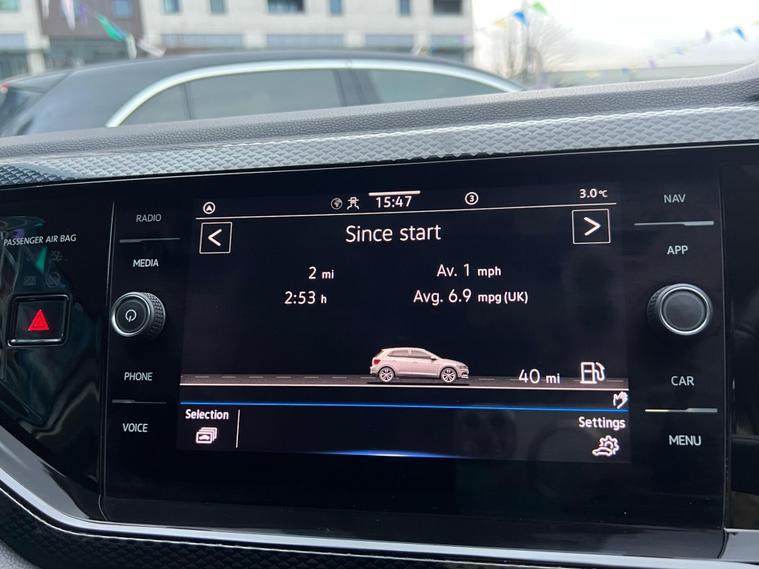 RADIO
MEDIA
PHONE
VOICE
PASSENGER AIR BAG
15:47
3
3.0°C
Since start
2 mi
Av. 1 mph
2:53 h
Avg. 6.9 mpg (UK)
40 mi
Selection
Settings
NAV
APP
CAR
MENU